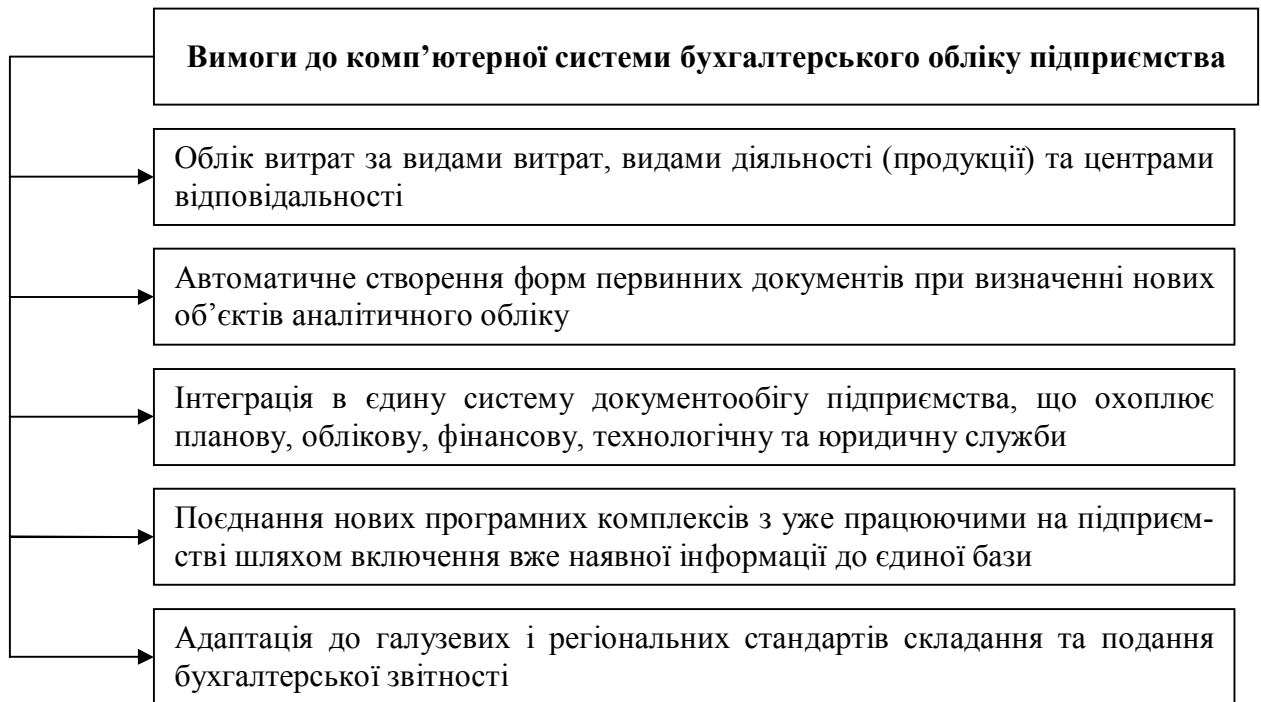 Вимоги до комп’ютерної системи бухгалтерського обліку підприємства
Облік витрат за видами витрат, видами діяльності (продукції) та центрами
відповідальності
Автоматичне створення форм первинних документів при визначенні нових
об’єктів аналітичного обліку
Інтеграція в єдину систему документообігу підприємства, що охоплює
планову, облікову, фінансову, технологічну та юридичну служби
Поєднання нових програмних комплексів з уже працюючими на підприєм-
стві шляхом включення вже наявної інформації до єдиної бази
Адаптація до галузевих і регіональних стандартів складання та подання
бухгалтерської звітності